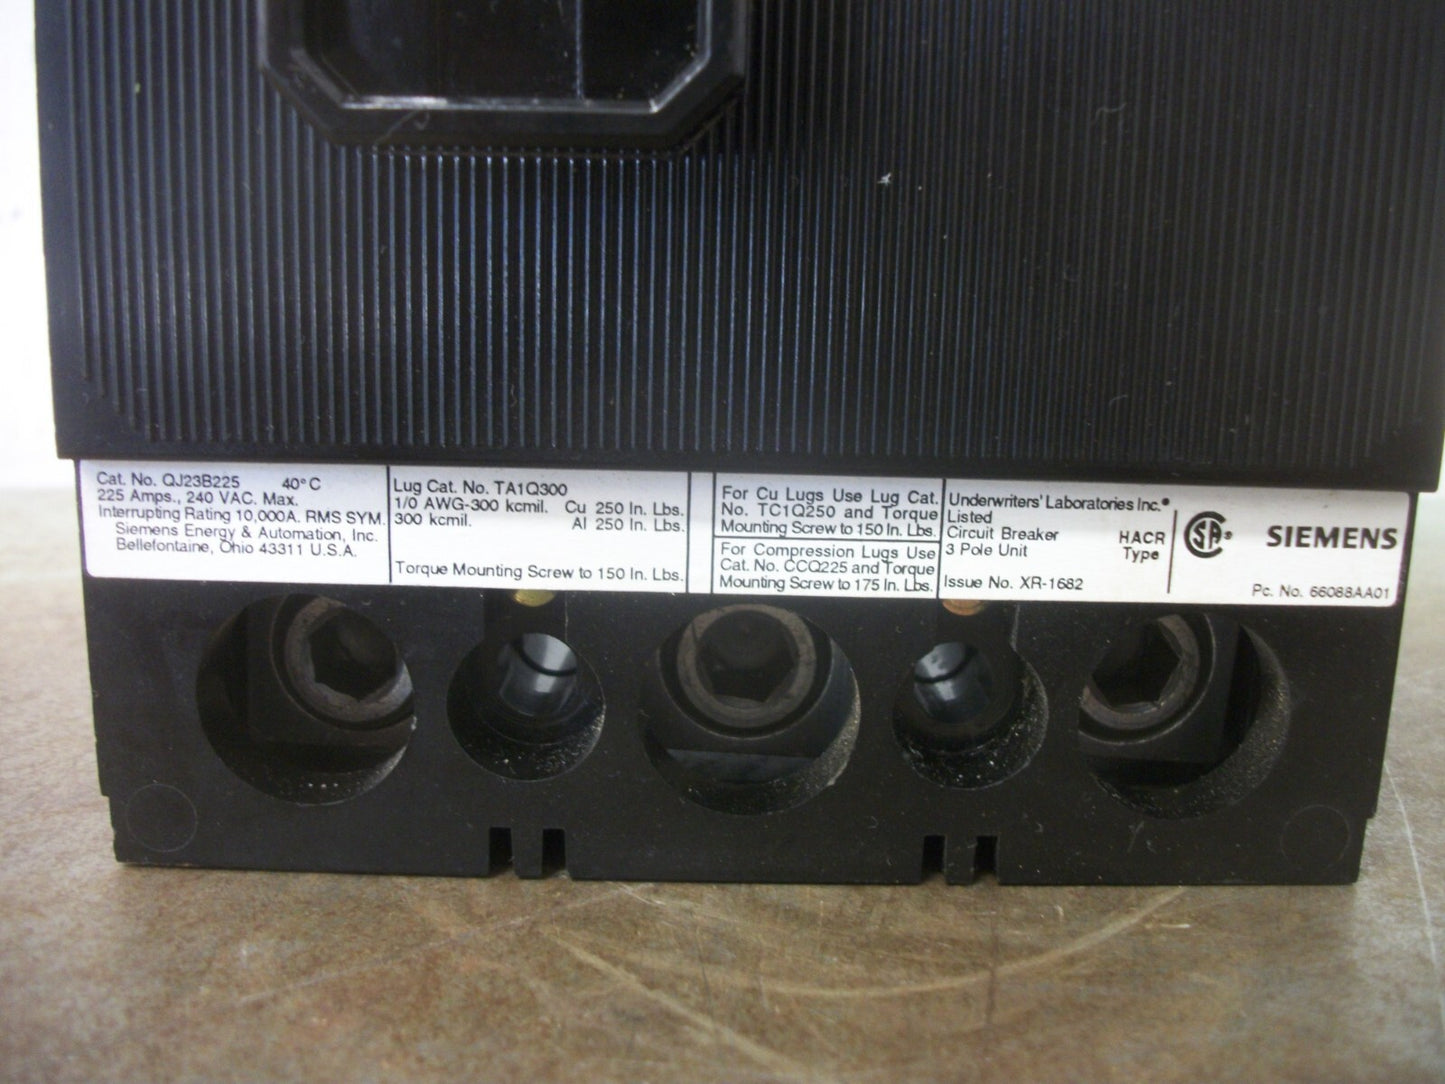 Cat. No. QJ23B225 40°C
225 Amps., 240 VAC. Max.
Interrupting Rating 10,000A. RMS SYM.
Siemens Energy & Automation, Inc.
Bellefontaine, Ohio 43311 U.S.A.
Lug Cat. No. TA1Q300
1/0 AWG-300 kcmil. Cu 250 In. Lbs.
300 kcmil. Al 250 In. Lbs.
Torque Mounting Screw to 150 In. Lbs.
For Cu Lugs Use Lug Cat.
No. TC1Q250 and Torque
Mounting Screw to 150 In. Lbs.
For Compression Lugs Use
Cat. No. CCQ225 and Torque
Mounting Screw to 175 In. Lbs.
Underwriters' Laboratories Inc.®
Listed
Circuit Breaker
3 Pole Unit
Issue No. XR-1682
HACR
Type
CSA®
SIEMENS
Pc. No. 66088AA01